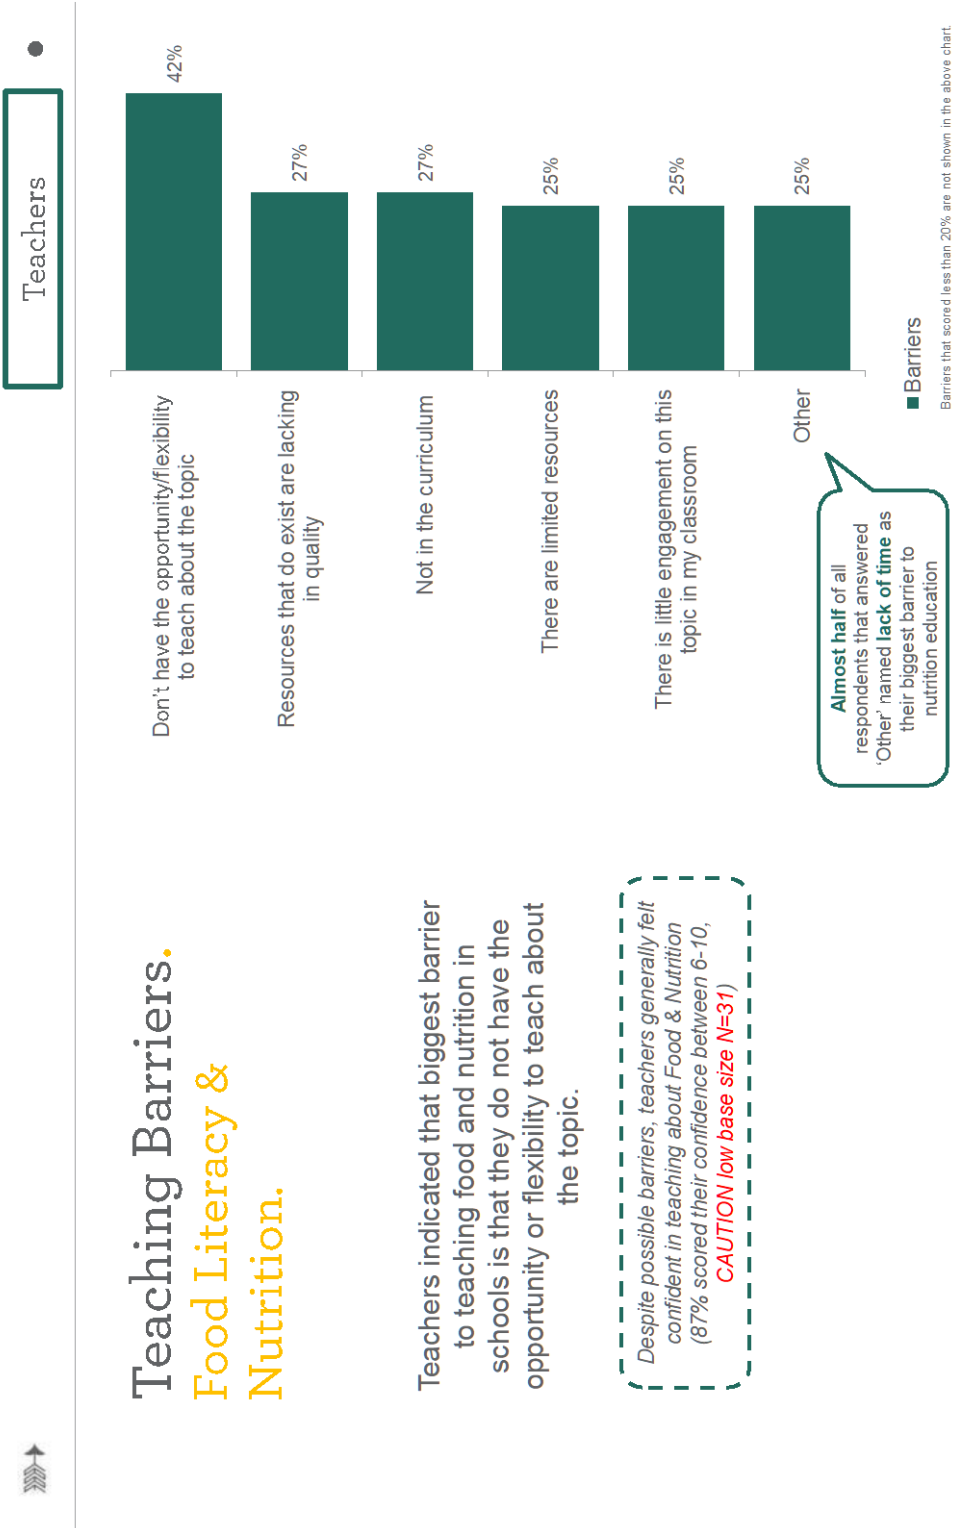 Teachers
Teaching Barriers.
Food Literacy &
Nutrition.
Teachers indicated that biggest barrier
to teaching food and nutrition in
schools is that they do not have the
opportunity or flexibility to teach about
the topic.
Despite possible barriers, teachers generally felt
confident in teaching about Food & Nutrition
(87% scored their confidence between 6-10,
CAUTION low base size N=31)
Don't have the opportunity/flexibility
to teach about the topic
42%
Resources that do exist are lacking
in quality
27%
Not in the curriculum
27%
There are limited resources
25%
There is little engagement on this
topic in my classroom
25%
Other
25%
Almost half of all
respondents that answered
‘Other’ named lack of time as
their biggest barrier to
nutrition education
Barriers
Barriers that scored less than 20% are not shown in the above chart.